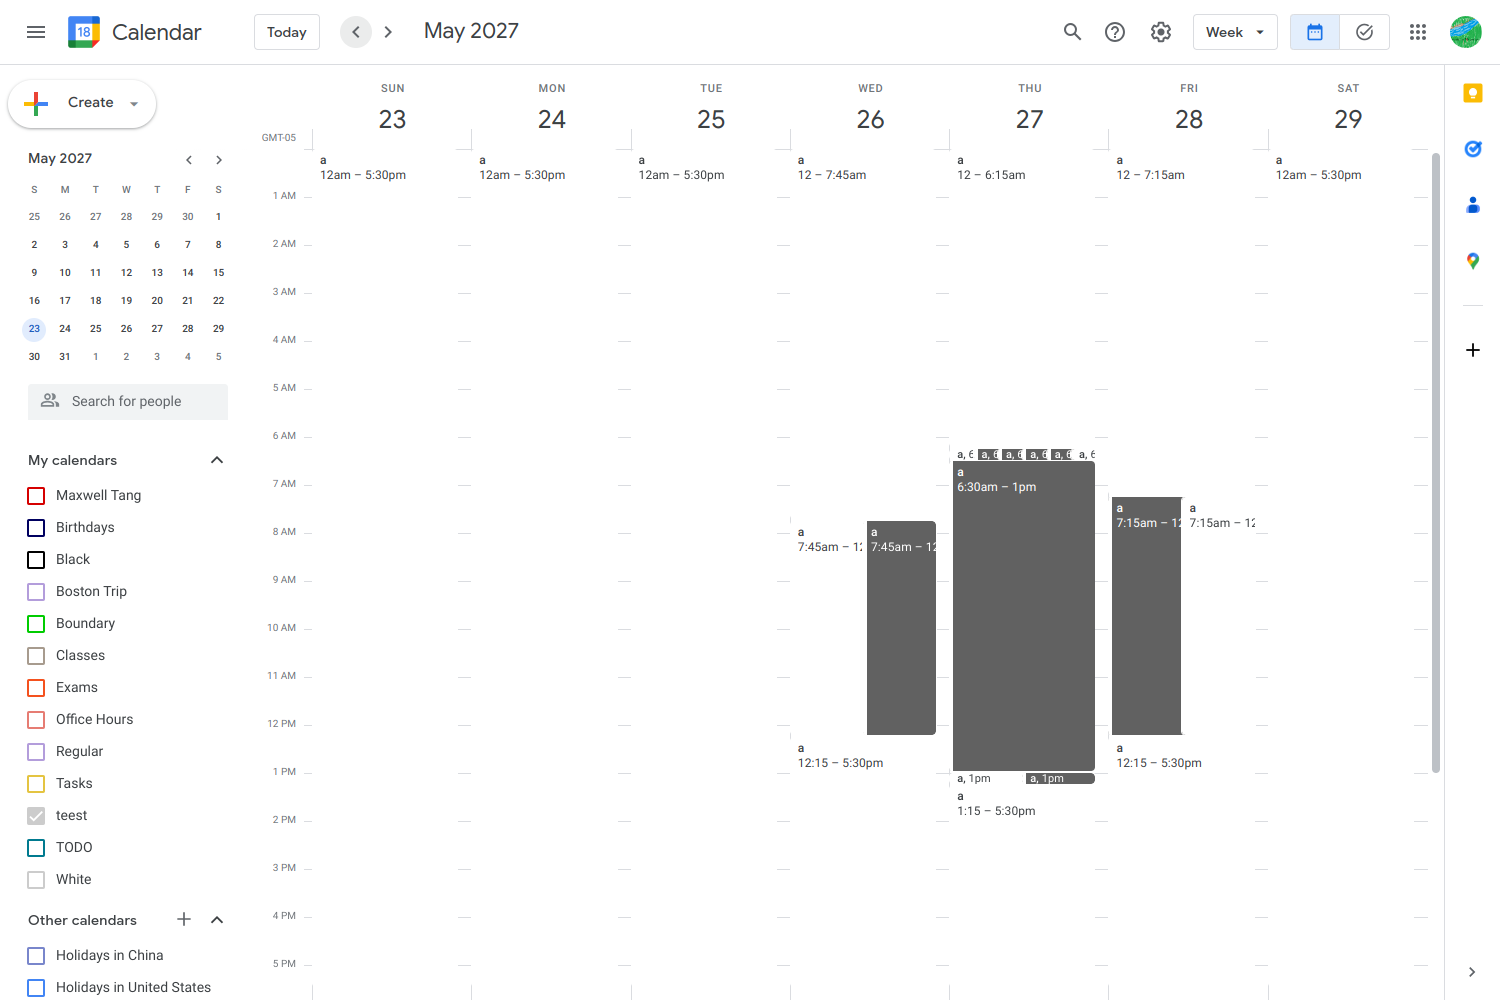 18 Calendar Today May 2027 Week
Create
May 2027
S M T W T F S
25 26 27 28 29 30 1
2 3 4 5 6 7 8
9 10 11 12 13 14 15
16 17 18 19 20 21 22
23 24 25 26 27 28 29
30 31 1 2 3 4 5
Search for people
My calendars
Maxwell Tang
Birthdays
Black
Boston Trip
Boundary
Classes
Exams
Office Hours
Regular
Tasks
teest
TODO
White
Other calendars
Holidays in China
Holidays in United States
SUN MON TUE WED THU FRI SAT
23 24 25 26 27 28 29
GMT-05
a a a a a a a
12am – 5:30pm 12am – 5:30pm 12am – 5:30pm 12 – 7:45am 12 – 6:15am 12 – 7:15am 12am – 5:30pm
1 AM
2 AM
3 AM
4 AM
5 AM
6 AM
a, 6 a, 6 a, 6 a, 6 a, 6 a, 6
a
7 AM 6:30am – 1pm
a a
7:15am – 12 7:15am – 12
8 AM a a
7:45am – 12 7:45am – 12
9 AM
10 AM
11 AM
12 PM
a a
12:15 – 5:30pm 12:15 – 5:30pm
1 PM a, 1pm a, 1pm
a
1:15 – 5:30pm
2 PM
3 PM
4 PM
5 PM